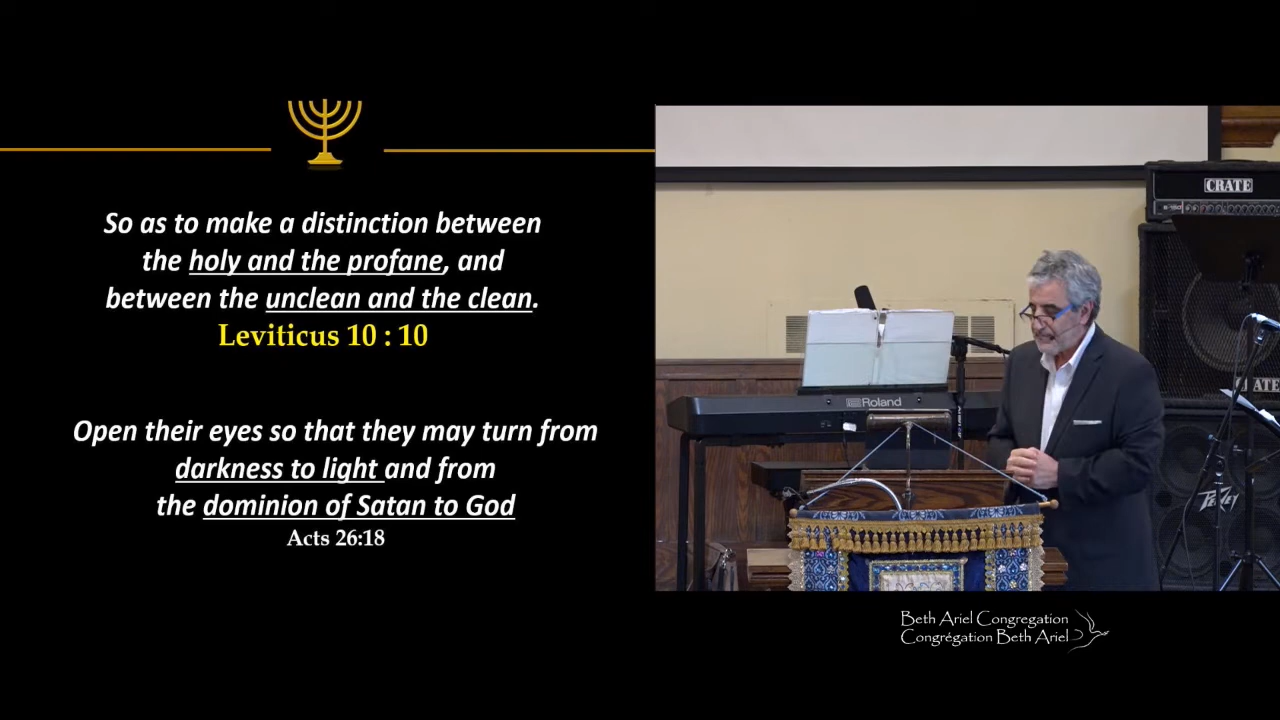 So as to make a distinction between
the holy and the profane, and
between the unclean and the clean.
Leviticus 10 : 10
Open their eyes so that they may turn from
darkness to light and from
the dominion of Satan to God
Acts 26:18
CRATE
Roland
CRATE
PEAVEY
Beth Ariel Congregation
Congrégation Beth Ariel